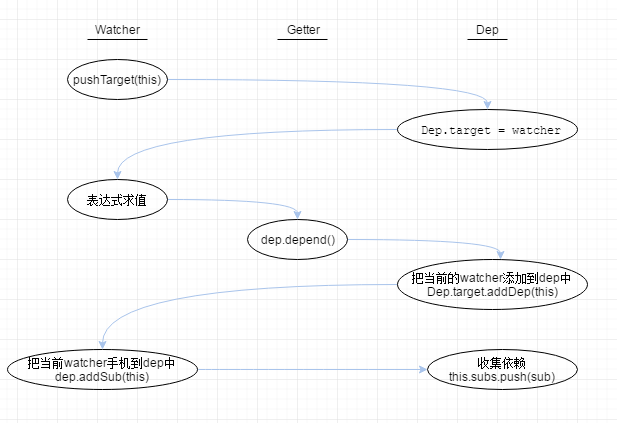 Watcher
Getter
Dep
pushTarget(this)
Dep.target = watcher
表达式求值
dep.depend()
把当前的watcher添加到dep中
Dep.target.addDep(this)
把当前watcher手机到dep中
dep.addSub(this)
收集依赖
this.subs.push(sub)